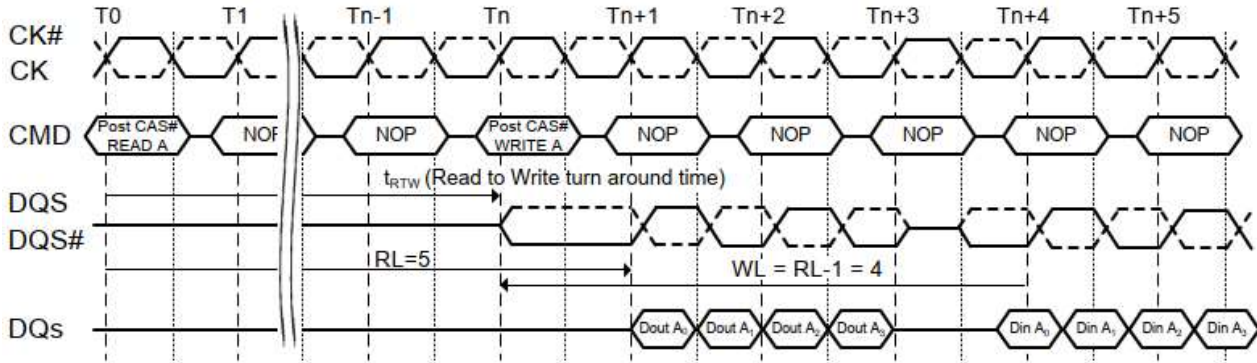 T0 T1 Tn-1 Tn Tn+1 Tn+2 Tn+3 Tn+4 Tn+5
CK#
CK
CMD Post CAS# READ A NOP NOP Post CAS# WRITE A NOP NOP NOP NOP NOP
tRTW (Read to Write turn around time)
DQS
DQS#
RL=5 WL = RL-1 = 4
DQs Dout A0 Dout A1 Dout A2 Dout A3 Din A0 Din A1 Din A2 Din A3